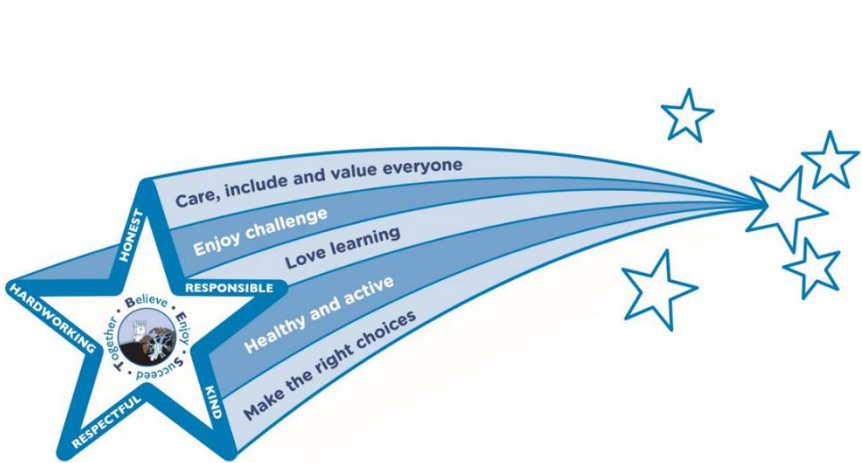 Care, include and value everyone
Enjoy challenge
Love learning
Healthy and active
Make the right choices
HONEST
RESPONSIBLE
KIND
RESPECTFUL
HARDWORKING
Believe • Enjoy • Succeed • Together •